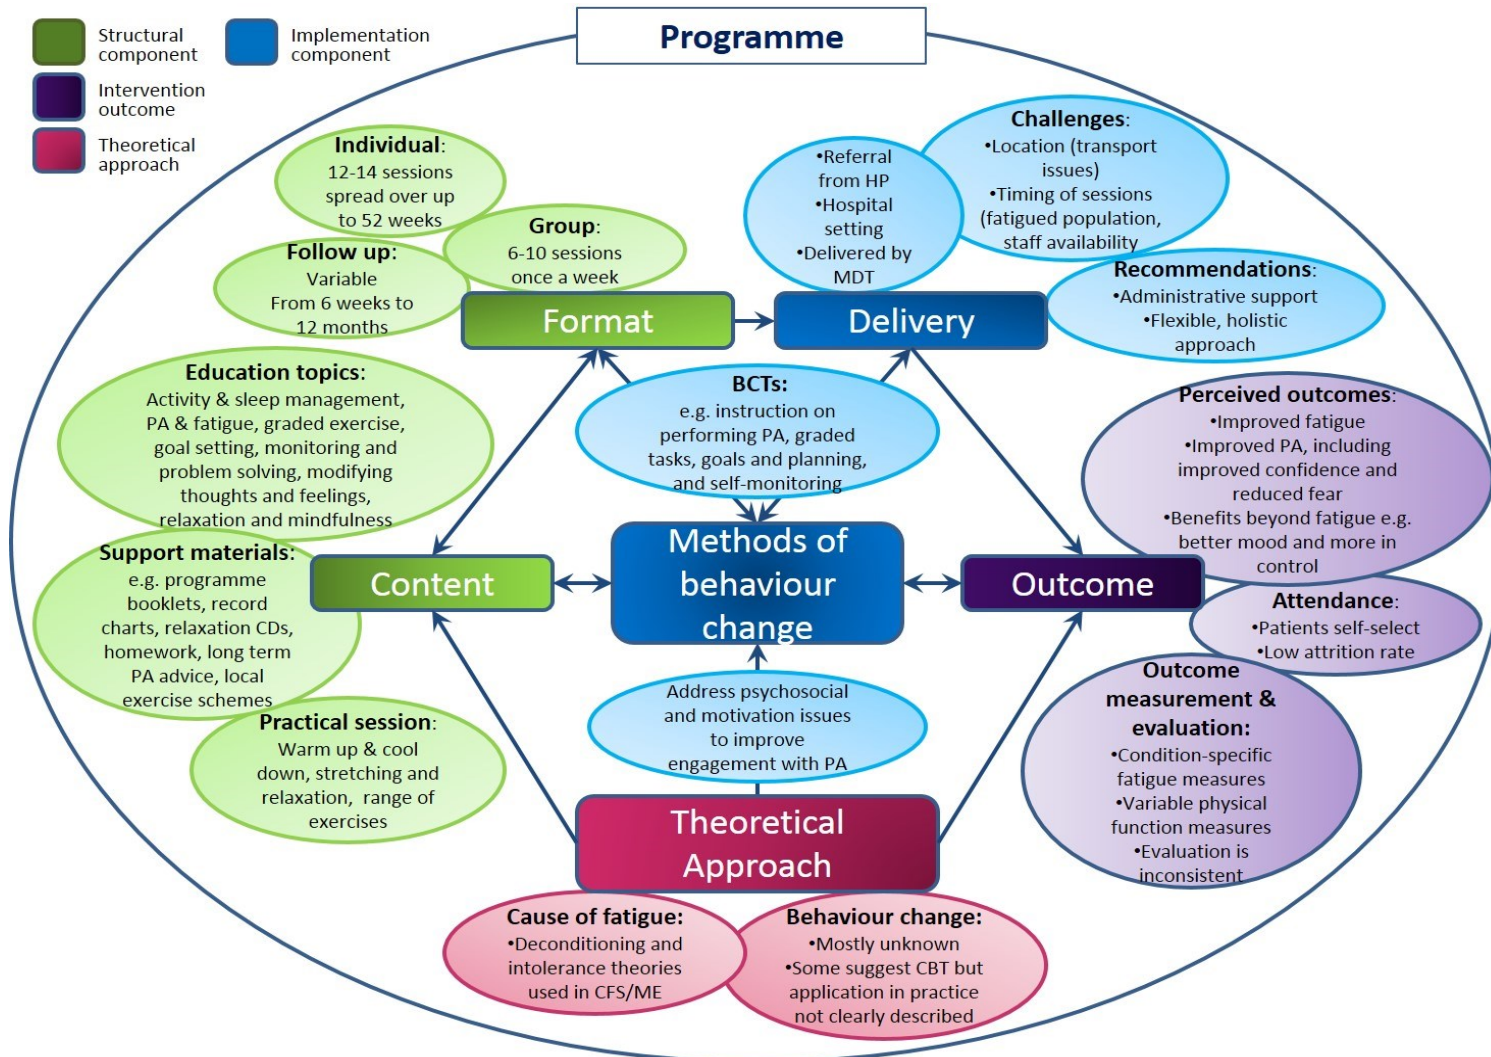 Programme
Structural
component
Implementation
component
Intervention
outcome
Theoretical
approach
Individual:
12-14 sessions
spread over up
to 52 weeks
Group:
6-10 sessions
once a week
Follow up:
Variable
From 6 weeks to
12 months
•Referral
from HP
•Hospital
setting
•Delivered by
MDT
Challenges:
•Location (transport
issues)
•Timing of sessions
(fatigued population,
staff availability
Recommendations:
•Administrative support
•Flexible, holistic
approach
Format
Delivery
Education topics:
Activity & sleep management,
PA & fatigue, graded exercise,
goal setting, monitoring and
problem solving, modifying
thoughts and feelings,
relaxation and mindfulness
BCTs:
e.g. instruction on
performing PA, graded
tasks, goals and planning,
and self-monitoring
Perceived outcomes:
•Improved fatigue
•Improved PA, including
improved confidence and
reduced fear
•Benefits beyond fatigue e.g.
better mood and more in
control
Support materials:
e.g. programme
booklets, record
charts, relaxation CDs,
homework, long term
PA advice, local
exercise schemes
Content
Methods of
behaviour
change
Outcome
Attendance:
•Patients self-select
•Low attrition rate
Practical session:
Warm up & cool
down, stretching and
relaxation, range of
exercises
Address psychosocial
and motivation issues
to improve
engagement with PA
Outcome
measurement &
evaluation:
•Condition-specific
fatigue measures
•Variable physical
function measures
•Evaluation is
inconsistent
Theoretical
Approach
Cause of fatigue:
•Deconditioning and
intolerance theories
used in CFS/ME
Behaviour change:
•Mostly unknown
•Some suggest CBT but
application in practice
not clearly described